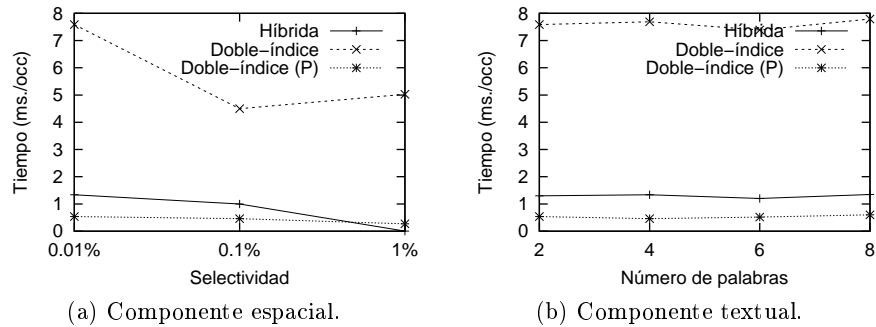 Tiempo (ms./occ)
8
7
6
5
4
3
2
1
0
0.01%
0.1%
1%
Selectividad
Híbrida
Doble-índice
Doble-índice (P)
(a) Componente espacial.
Tiempo (ms./occ)
8
7
6
5
4
3
2
1
0
2
4
6
8
Número de palabras
Híbrida
Doble-índice
Doble-índice (P)
(b) Componente textual.